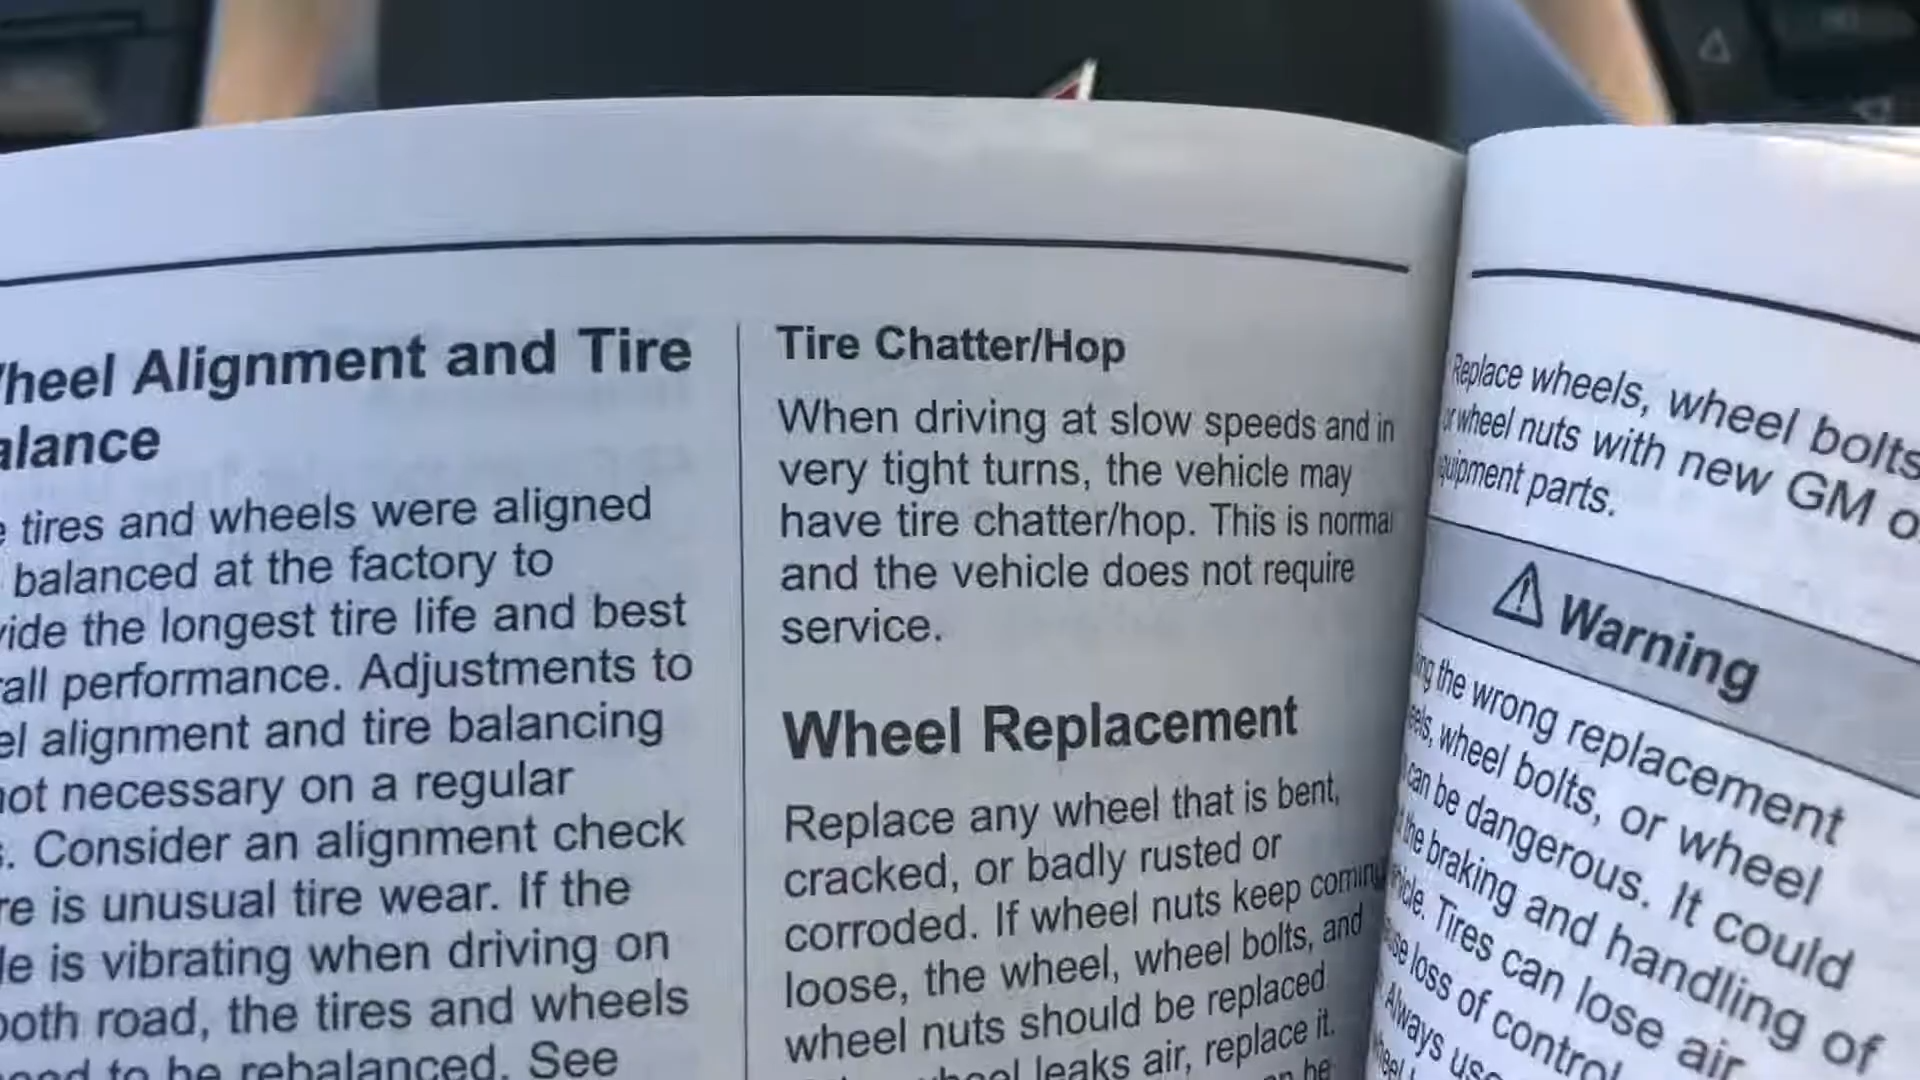 Alignment and Tire
tires and wheels were aligned
balanced at the factory to
the longest tire life and best
performance. Adjustments to
alignment and tire balancing
necessary on a regular
Consider an alignment check
is unusual tire wear. If the
is vibrating when driving on
road, the tires and wheels
to be rebalanced. See
Tire Chatter/Hop
When driving at slow speeds and in
very tight turns, the vehicle may
have tire chatter/hop. This is normal
and the vehicle does not require
service.
Wheel Replacement
Replace any wheel that is bent,
cracked, or badly rusted or
corroded. If wheel nuts keep coming
loose, the wheel, wheel bolts, and
wheel nuts should be replaced
leaks air, replace it.
Replace wheels, wheel bolts
or wheel nuts with new GM
parts.
Warning
the wrong replacement
wheel bolts, or wheel
can be dangerous. It could
the braking and handling of
Tires can lose air
loss of control
Always use